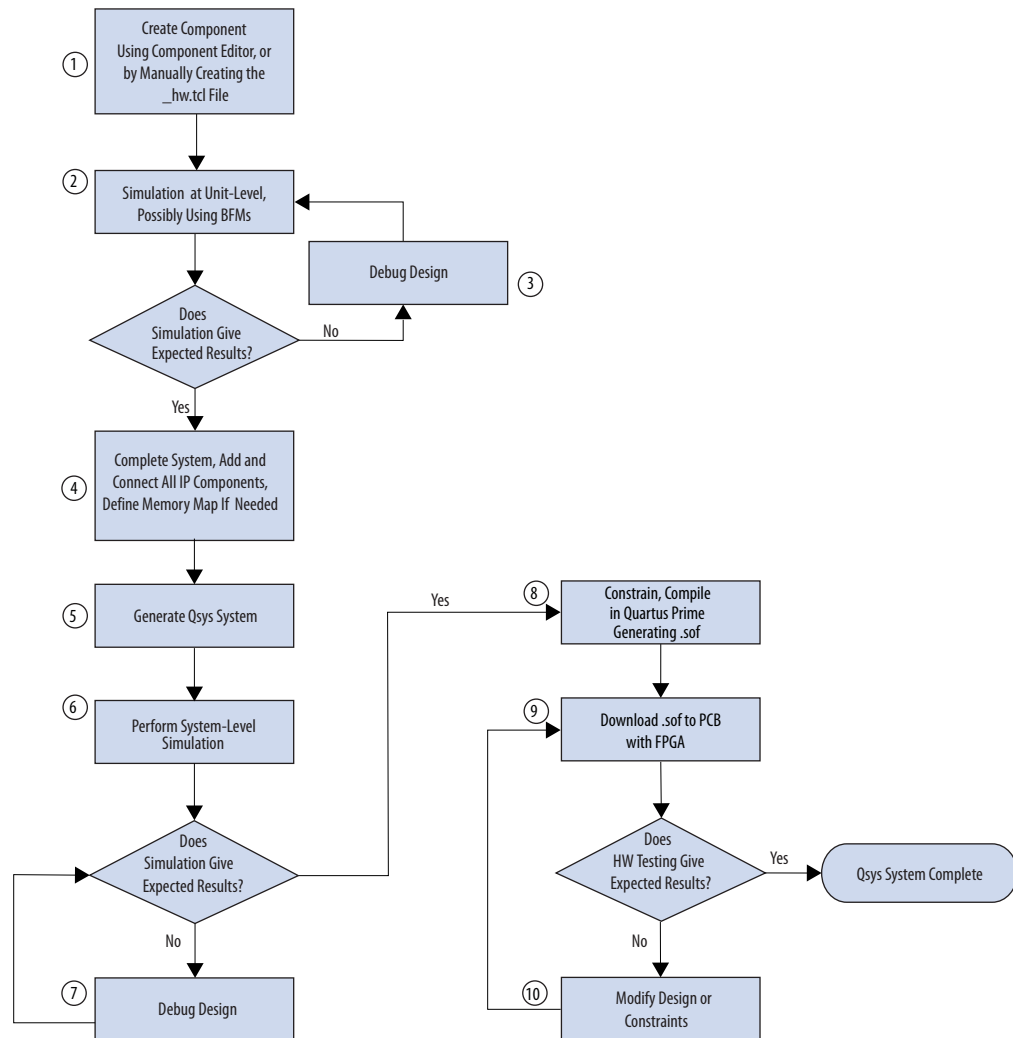 1
Create Component
Using Component Editor, or
by Manually Creating the
_hw.tcl File
2
Simulation at Unit-Level,
Possibly Using BFMs
Debug Design
3
Does
Simulation Give
Expected Results?
No
Yes
4
Complete System, Add and
Connect All IP Components,
Define Memory Map If Needed
5
Generate Qsys System
6
Perform System-Level
Simulation
Does
Simulation Give
Expected Results?
Yes
No
7
Debug Design
8
Constrain, Compile
in Quartus Prime
Generating .sof
9
Download .sof to PCB
with FPGA
Does
HW Testing Give
Expected Results?
Yes
Qsys System Complete
No
10
Modify Design or
Constraints